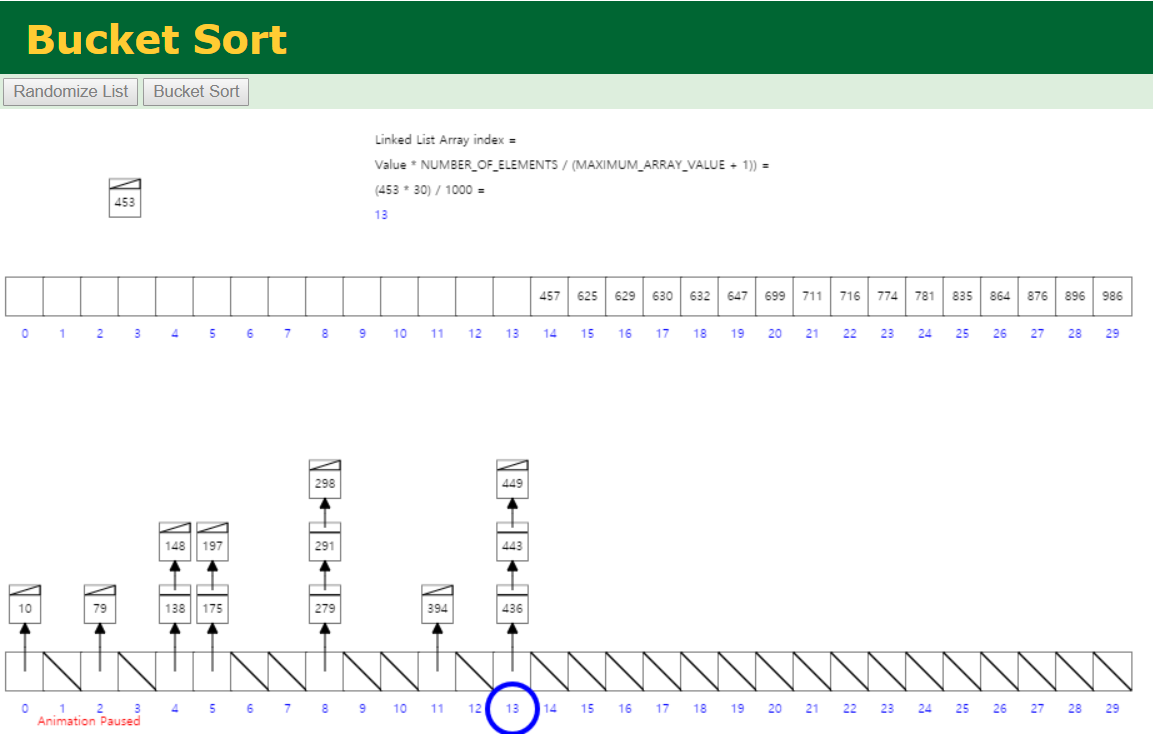 Bucket Sort
Randomize List Bucket Sort
Linked List Array index =
Value * NUMBER_OF_ELEMENTS / (MAXIMUM_ARRAY_VALUE + 1)) =
(453 * 30) / 1000 =
453
13
457 625 629 630 632 647 699 711 716 774 781 835 864 876 896 986
0 1 2 3 4 5 6 7 8 9 10 11 12 13 14 15 16 17 18 19 20 21 22 23 24 25 26 27 28 29
298 449
148 197 291 443
10 79 138 175 279 394 436
0 1 2 3 4 5 6 7 8 9 10 11 12 13 14 15 16 17 18 19 20 21 22 23 24 25 26 27 28 29
Animation Paused